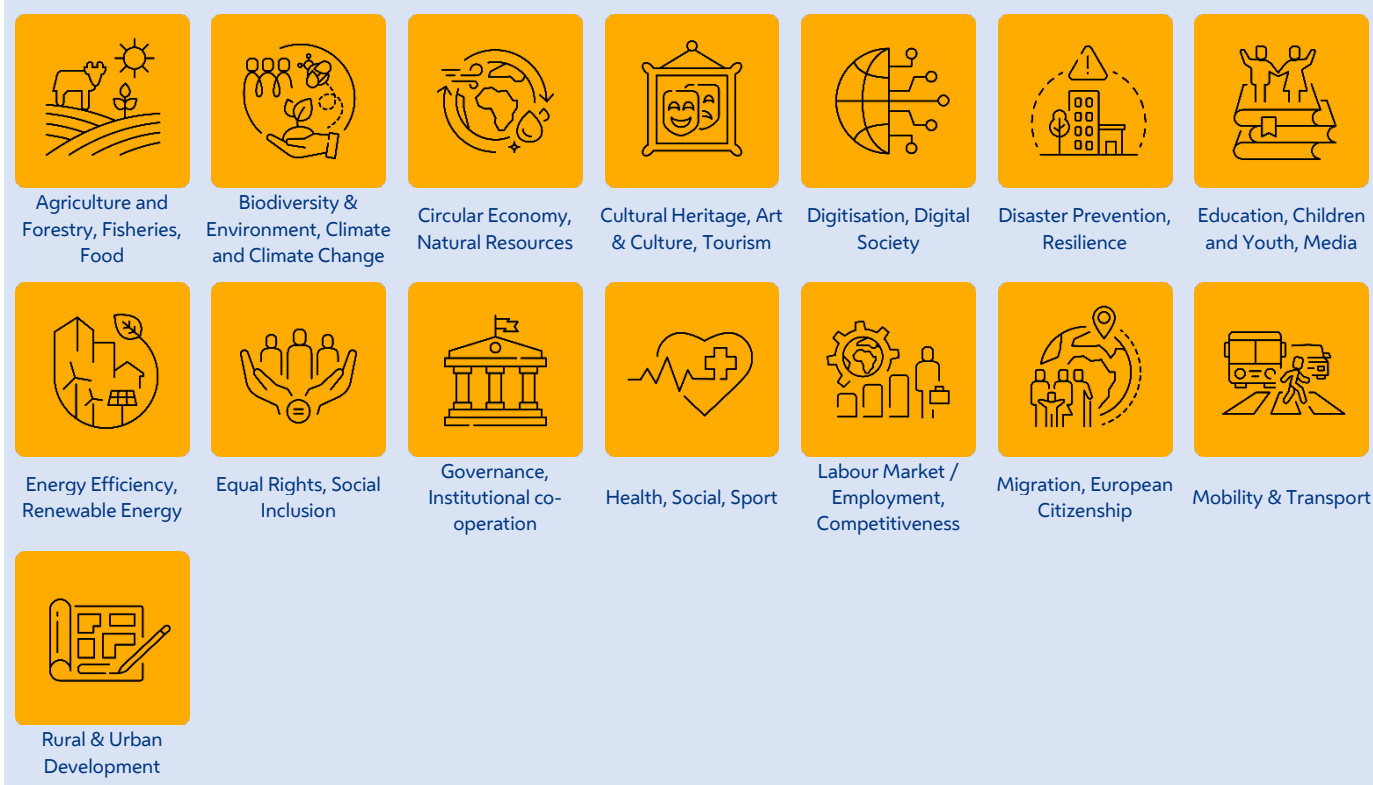 Agriculture and
Forestry, Fisheries,
Food
Biodiversity &
Environment, Climate
and Climate Change
Circular Economy,
Natural Resources
Cultural Heritage, Art
& Culture, Tourism
Digitisation, Digital
Society
Disaster Prevention,
Resilience
Education, Children
and Youth, Media
Energy Efficiency,
Renewable Energy
Equal Rights, Social
Inclusion
Governance,
Institutional co-
operation
Health, Social, Sport
Labour Market /
Employment,
Competitiveness
Migration, European
Citizenship
Mobility & Transport
Rural & Urban
Development